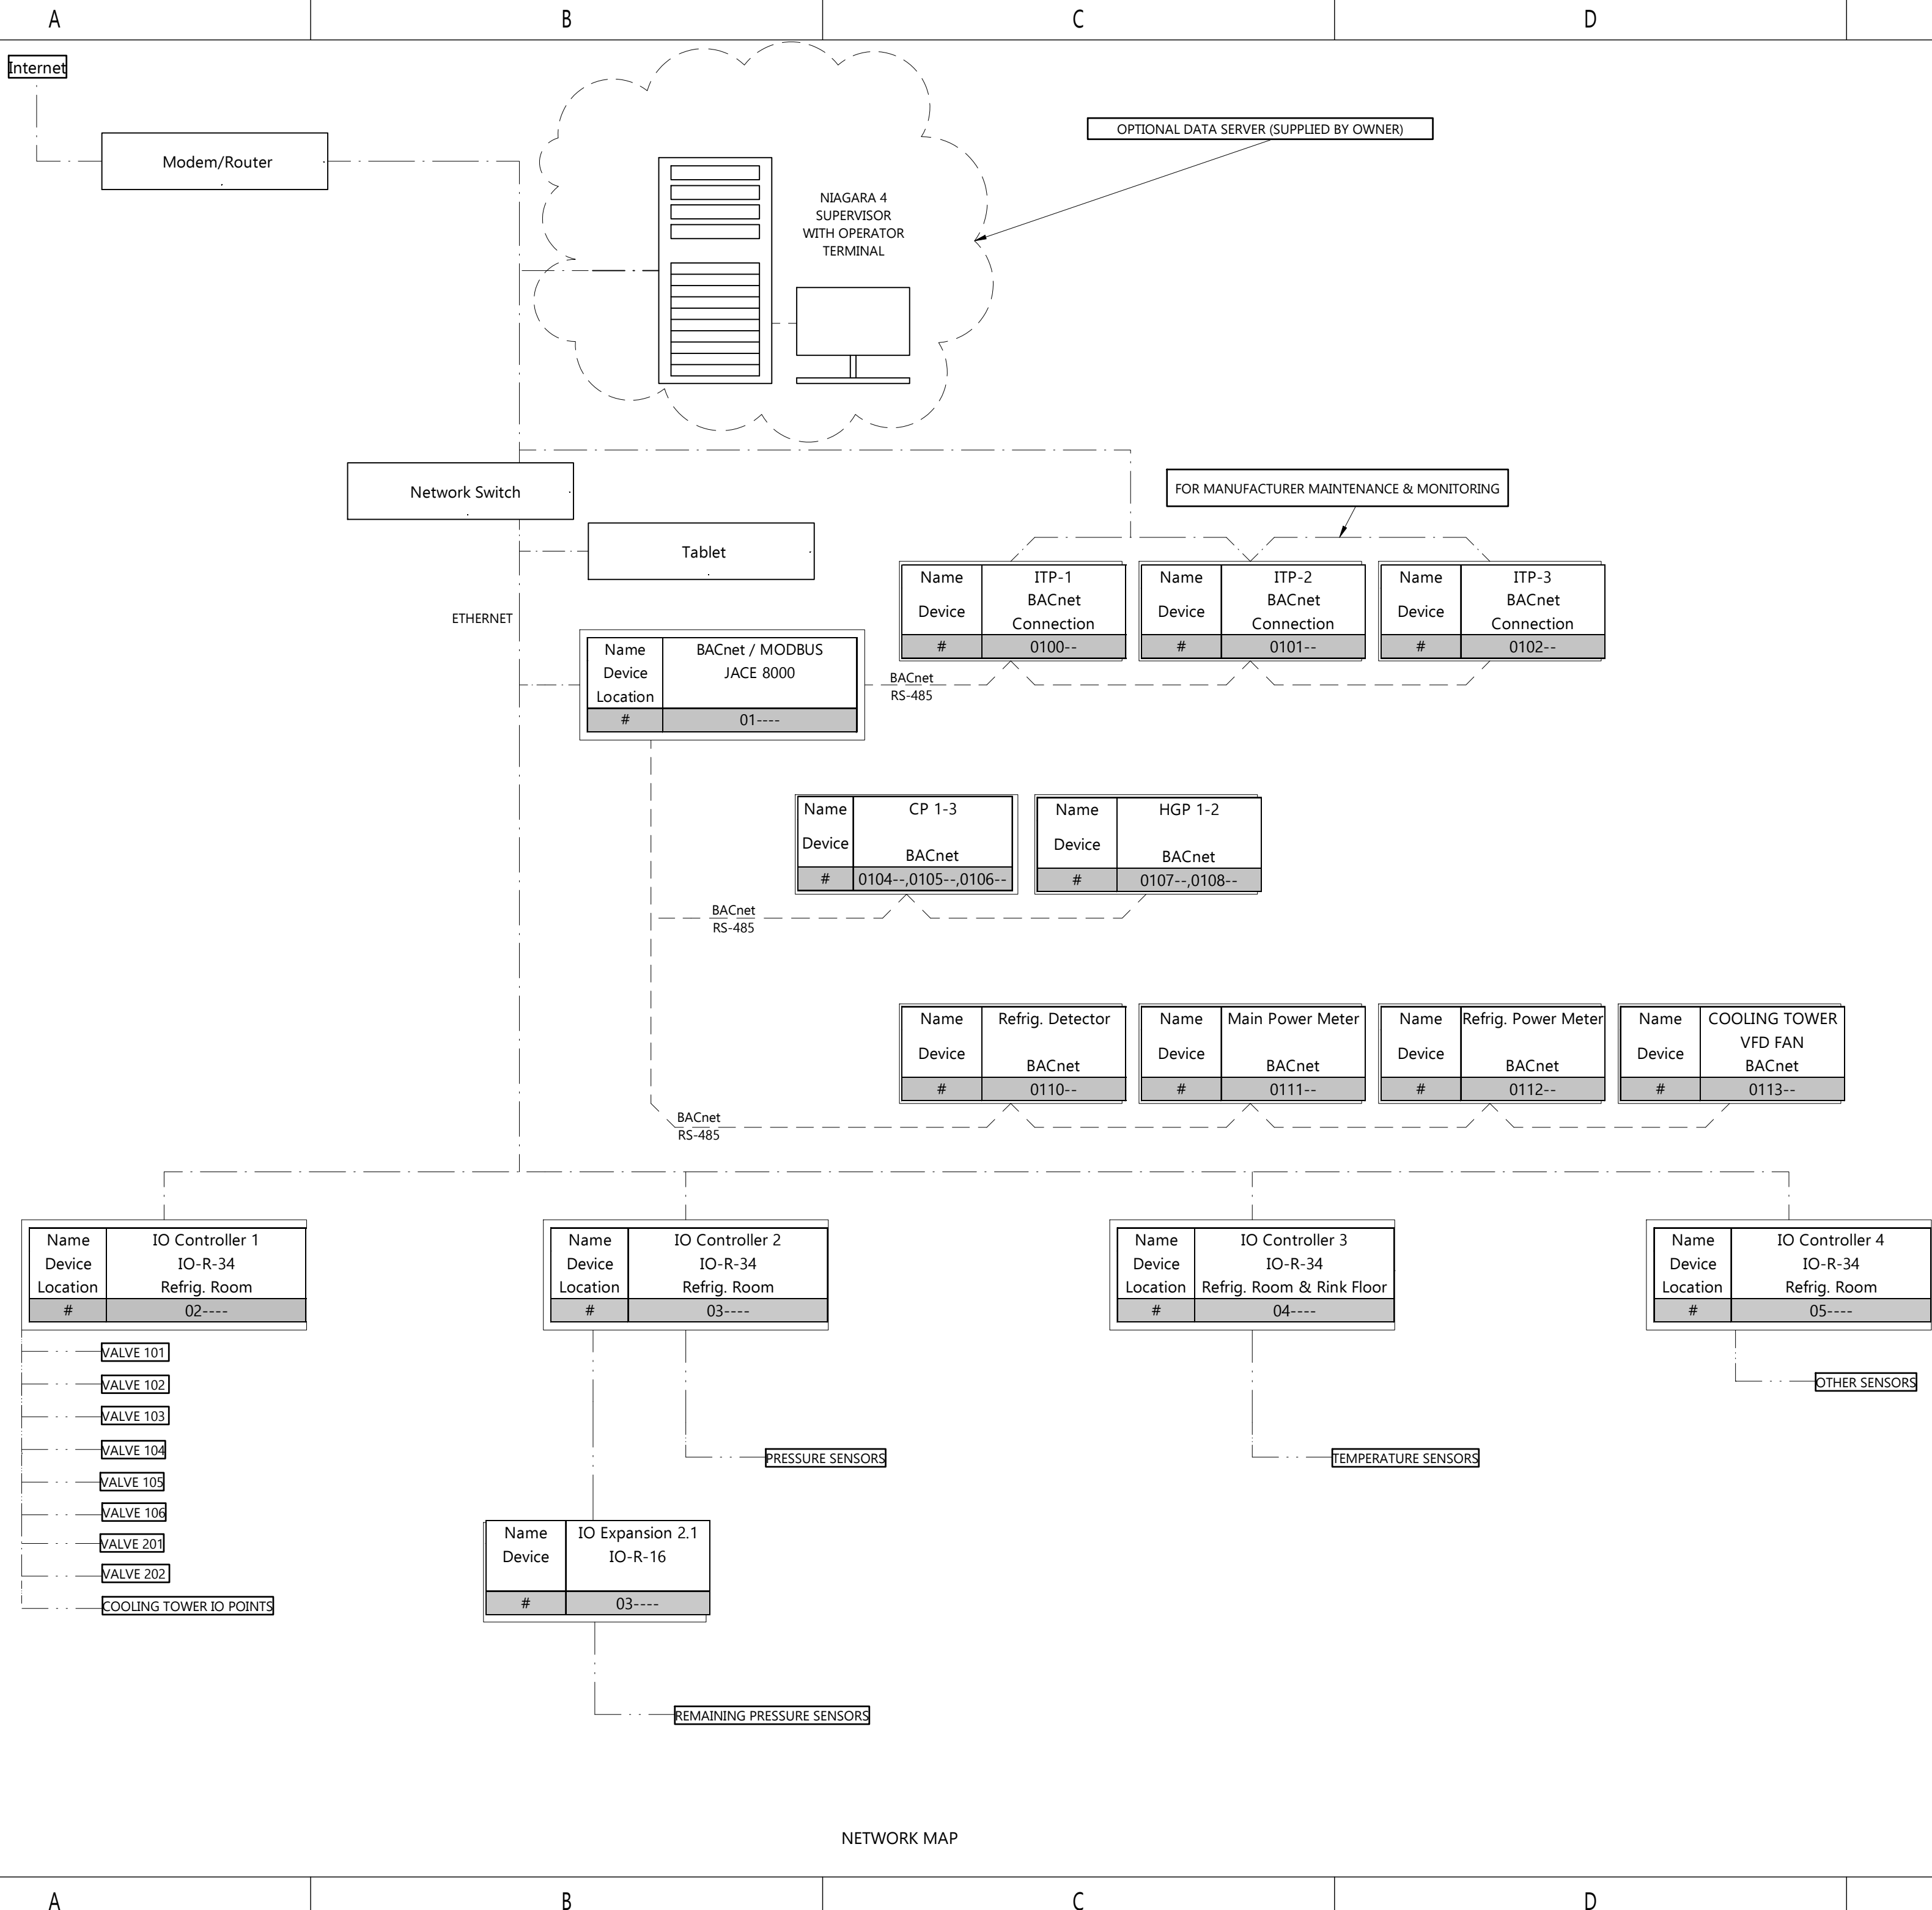 A
B
C
D
Internet
Modem/Router
OPTIONAL DATA SERVER (SUPPLIED BY OWNER)
NIAGARA 4
SUPERVISOR
WITH OPERATOR
TERMINAL
Network Switch
FOR MANUFACTURER MAINTENANCE & MONITORING
Tablet
ETHERNET
Name ITP-1
Device BACnet
Connection
# 0100--
Name ITP-2
Device BACnet
Connection
# 0101--
Name ITP-3
Device BACnet
Connection
# 0102--
Name BACnet / MODBUS
Device JACE 8000
Location
# 01----
BACnet
RS-485
Name CP 1-3
Device BACnet
# 0104--,0105--,0106--
Name HGP 1-2
Device BACnet
# 0107--,0108--
BACnet
RS-485
Name Refrig. Detector
Device BACnet
# 0110--
Name Main Power Meter
Device BACnet
# 0111--
Name Refrig. Power Meter
Device BACnet
# 0112--
Name COOLING TOWER
Device VFD FAN
BACnet
# 0113--
BACnet
RS-485
Name IO Controller 1
Device IO-R-34
Location Refrig. Room
# 02----
Name IO Controller 2
Device IO-R-34
Location Refrig. Room
# 03----
Name IO Controller 3
Device IO-R-34
Location Refrig. Room & Rink Floor
# 04----
Name IO Controller 4
Device IO-R-34
Location Refrig. Room
# 05----
VALVE 101
VALVE 102
VALVE 103
VALVE 104
VALVE 105
VALVE 106
VALVE 201
VALVE 202
COOLING TOWER IO POINTS
PRESSURE SENSORS
TEMPERATURE SENSORS
OTHER SENSORS
Name IO Expansion 2.1
Device IO-R-16
# 03----
REMAINING PRESSURE SENSORS
NETWORK MAP
A
B
C
D